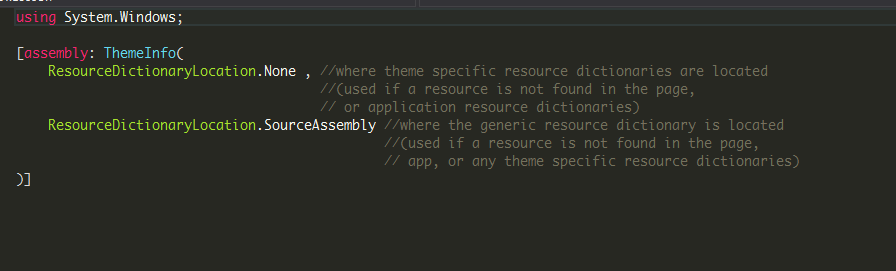 using System.Windows;
[assembly: ThemeInfo(
ResourceDictionaryLocation.None , //where theme specific resource dictionaries are located
//(used if a resource is not found in the page,
// or application resource dictionaries)
ResourceDictionaryLocation.SourceAssembly //where the generic resource dictionary is located
//(used if a resource is not found in the page,
// app, or any theme specific resource dictionaries)
)]